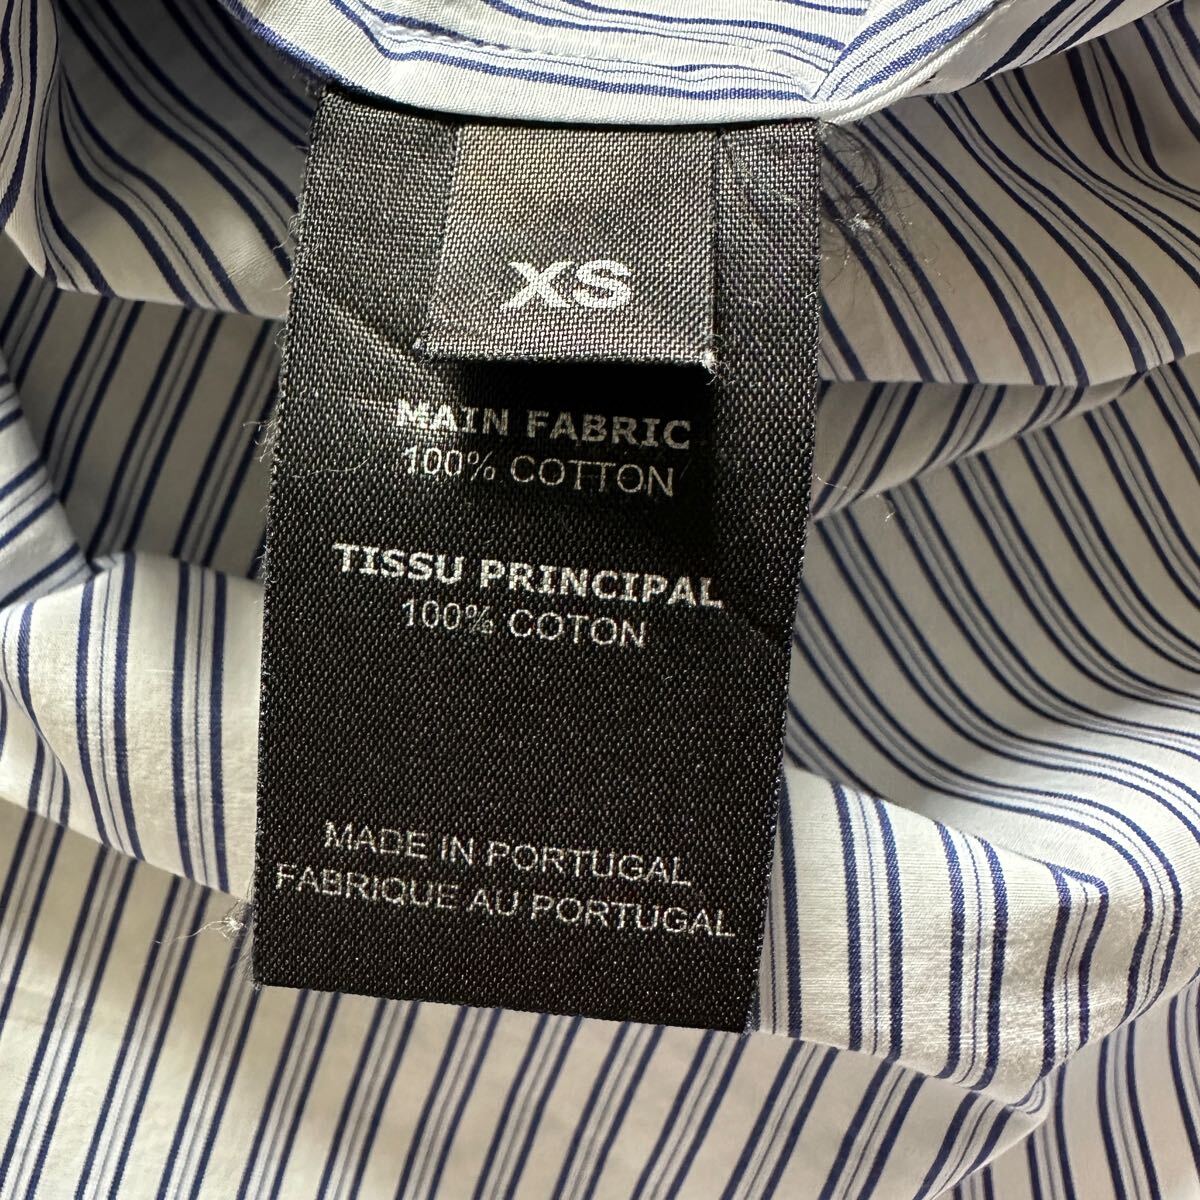 XS
MAIN FABRIC
100% COTTON
TISSU PRINCIPAL
100% COTON
MADE IN PORTUGAL
FABRIQUE AU PORTUGAL